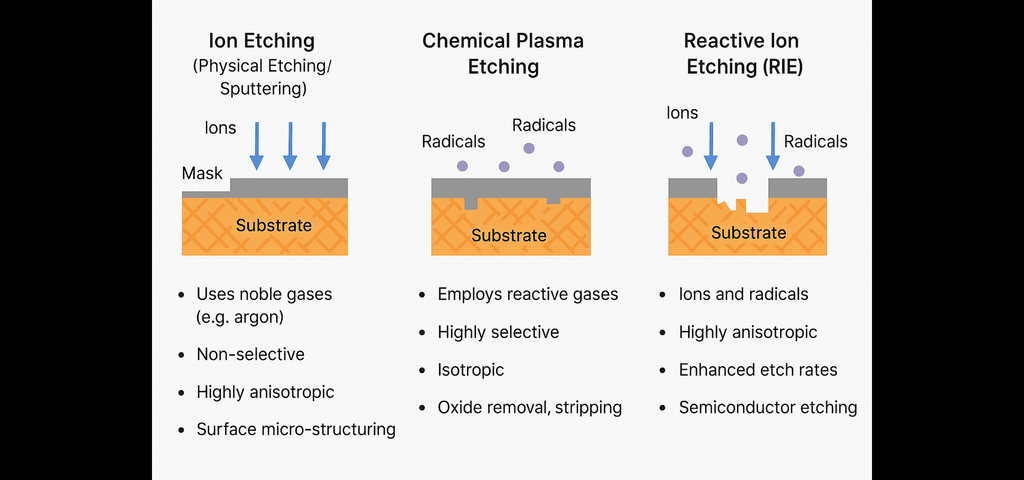 Ion Etching
(Physical Etching/
Sputtering)
Ions
Mask
Substrate
• Uses noble gases
(e.g. argon)
• Non-selective
• Highly anisotropic
• Surface micro-structuring
Chemical Plasma
Etching
Radicals
Radicals
Substrate
• Employs reactive gases
• Highly selective
• Isotropic
• Oxide removal, stripping
Reactive Ion
Etching (RIE)
Ions
Radicals
Substrate
• Ions and radicals
• Highly anisotropic
• Enhanced etch rates
• Semiconductor etching